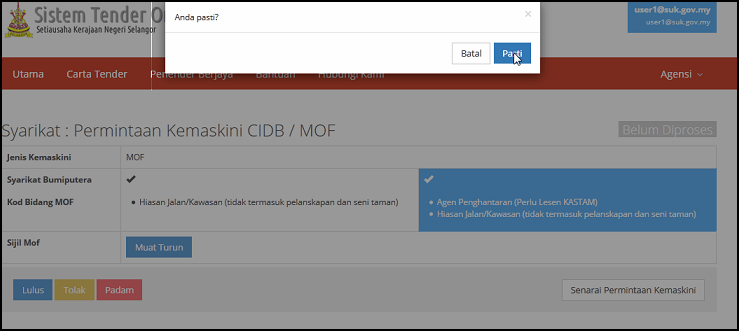 Sistem Tender O
Setiausaha Kerajaan Negeri Selangor
Anda pasti?
×
Batal
Pasti
user1@suk.gov.my
user1@suk.gov.my
Utama Carta Tender Penender Berjaya Bantuan Hubungi Kami Agensi
Syarikat : Permintaan Kemaskini CIDB / MOF
Belum Diproses
Jenis Kemaskini MOF
Syarikat Bumiputera ✔ ✔
Kod Bidang MOF
• Hiasan Jalan/Kawasan (tidak termasuk pelanskapan dan seni taman)
• Agen Penghantaran (Perlu Lesen KASTAM)
• Hiasan Jalan/Kawasan (tidak termasuk pelanskapan dan seni taman)
Sijil Mof Muat Turun
Lulus Tolak Padam Senarai Permintaan Kemaskini